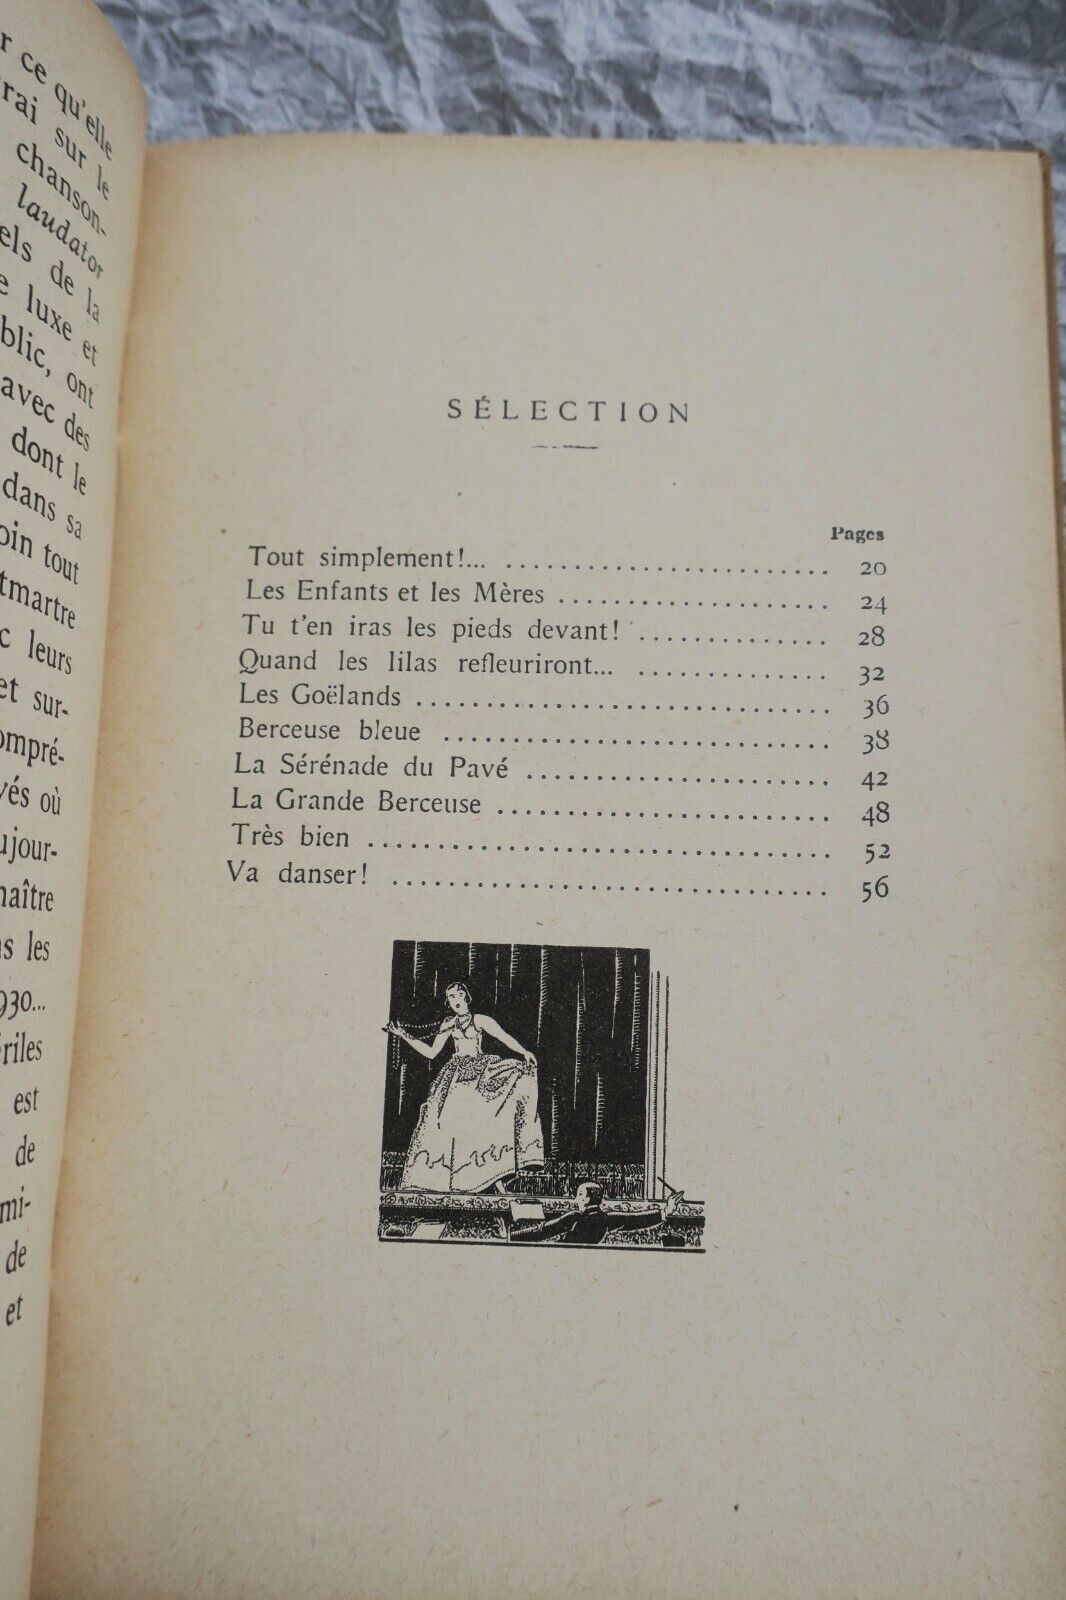 r ce qu'elle
rai sur le
chanson-
laudator
els de la
e luxe et
blic, ont
avec des
dont le
dans sa
oin tout
tmartre
c leurs
et sur-
ompré-
vés où
ujour-
naître
ns les
930...
ériles
est
de
mi-
de
et
SÉLECTION
Pages
Tout simplement!... 20
Les Enfants et les Mères 24
Tu t'en iras les pieds devant! 28
Quand les lilas refleuriront... 32
Les Goëlands 36
Berceuse bleue 38
La Sérénade du Pavé 42
La Grande Berceuse 48
Très bien 52
Va danser! 56